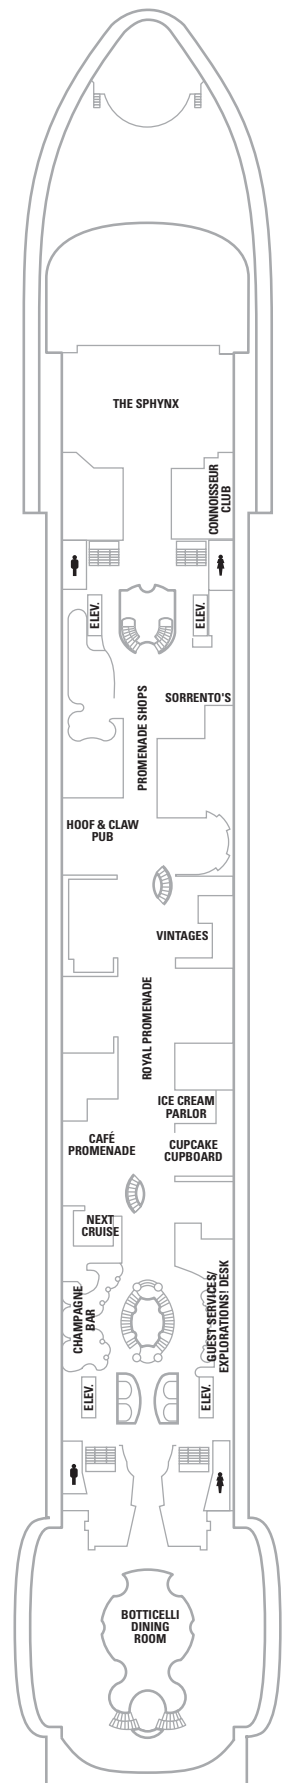 THE SPHYNX
CONNOISSEUR
CLUB
ELEV.
ELEV.
PROMENADE SHOPS
SORRENTO'S
HOOF & CLAW
PUB
VINTAGES
ROYAL PROMENADE
ICE CREAM
PARLOR
CAFÉ
PROMENADE
CUPCAKE
CUPBOARD
NEXT
CRUISE
CHAMPAGNE
BAR
GUEST SERVICES/
EXPLORATIONS! DESK
ELEV.
ELEV.
BOTTICELLI
DINING
ROOM